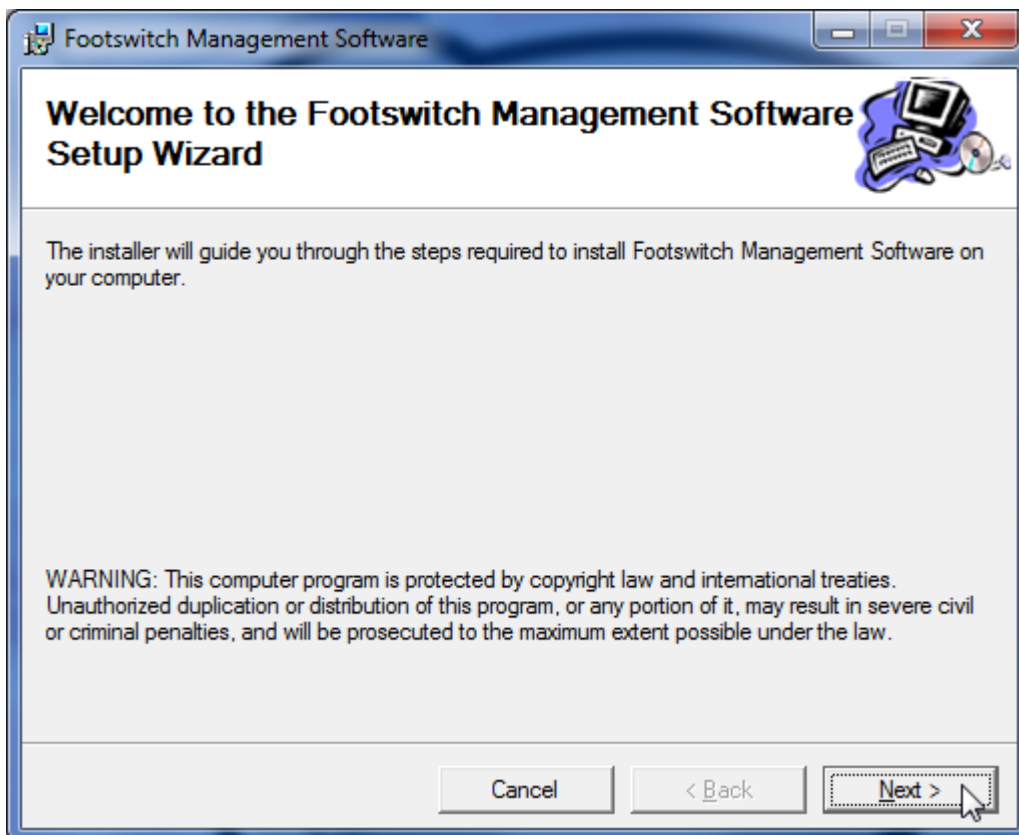 Footswitch Management Software
Welcome to the Footswitch Management Software
Setup Wizard
The installer will guide you through the steps required to install Footswitch Management Software on
your computer.
WARNING: This computer program is protected by copyright law and international treaties.
Unauthorized duplication or distribution of this program, or any portion of it, may result in severe civil
or criminal penalties, and will be prosecuted to the maximum extent possible under the law.
Cancel
< Back
Next >